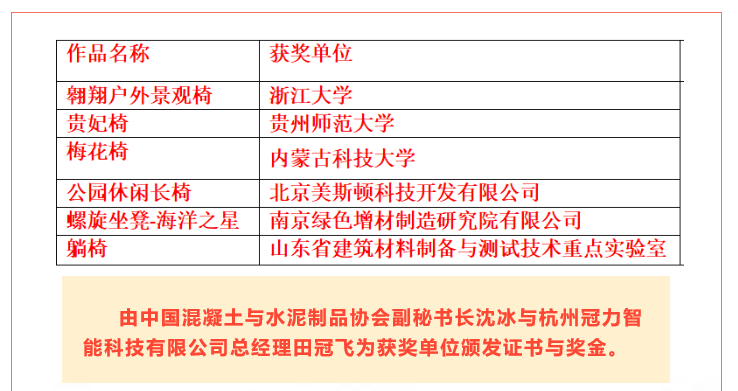 作品名称 获奖单位
翱翔户外景观椅 浙江大学
贵妃椅 贵州师范大学
梅花椅 内蒙古科技大学
公园休闲长椅 北京美斯顿科技开发有限公司
螺旋坐凳-海洋之星 南京绿色增材制造研究院有限公司
躺椅 山东省建筑材料制备与测试技术重点实验室
由中国混凝土与水泥制品协会副秘书长沈冰与杭州冠力智
能科技有限公司总经理田冠飞为获奖单位颁发证书与奖金。